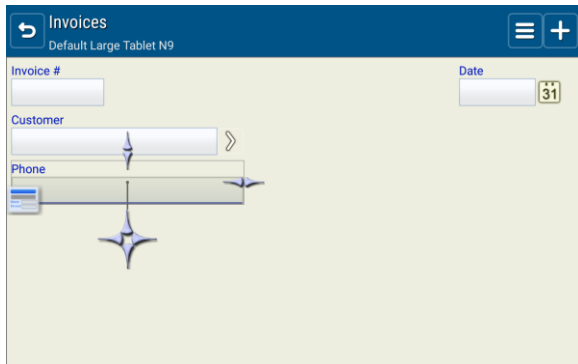 Invoices
Default Large Tablet N9
Invoice #
Date
31
Customer
Phone